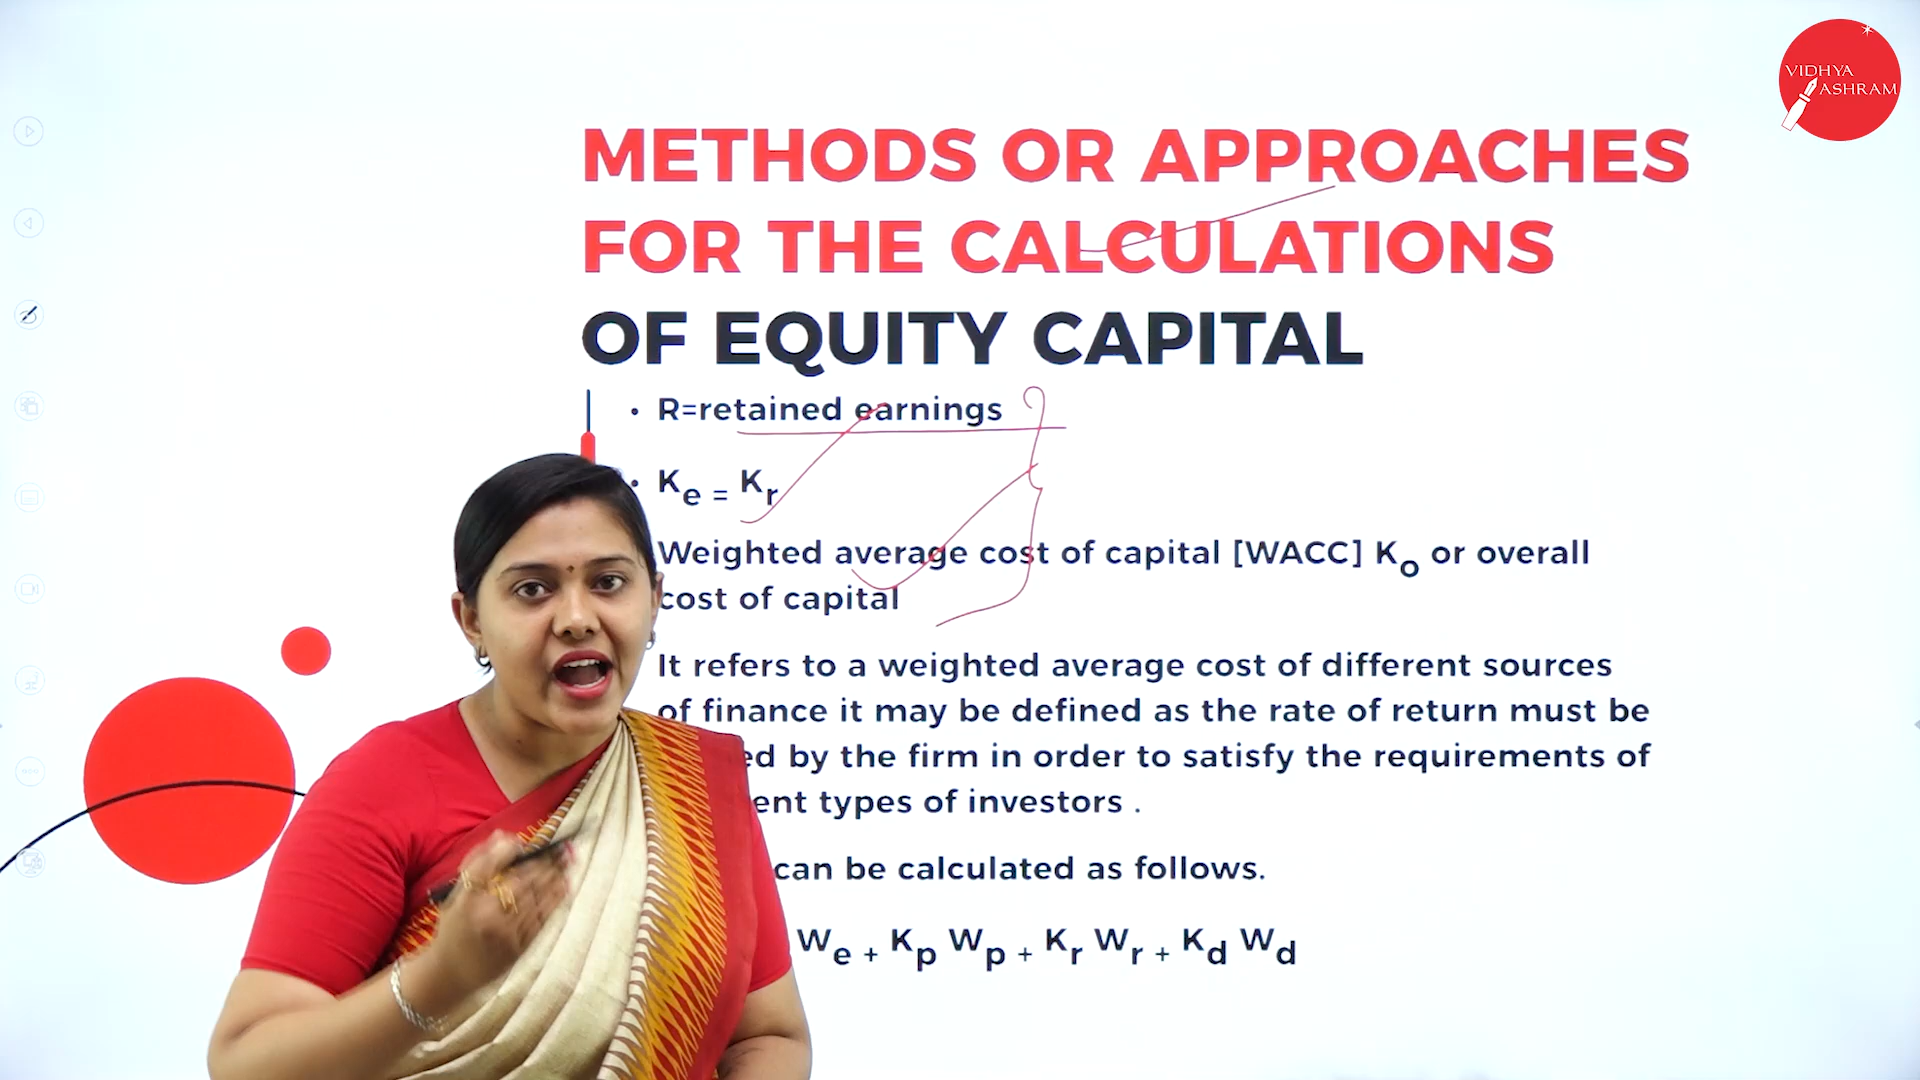 VIDHYA
ASHRAM
METHODS OR APPROACHES
FOR THE CALCULATIONS
OF EQUITY CAPITAL
• R=retained earnings
• Ke = Kr
Weighted average cost of capital [WACC] Ko or overall
cost of capital
It refers to a weighted average cost of different sources
of finance it may be defined as the rate of return must be
by the firm in order to satisfy the requirements of
types of investors .
can be calculated as follows.
We + Kp Wp + Kr Wr + Kd Wd